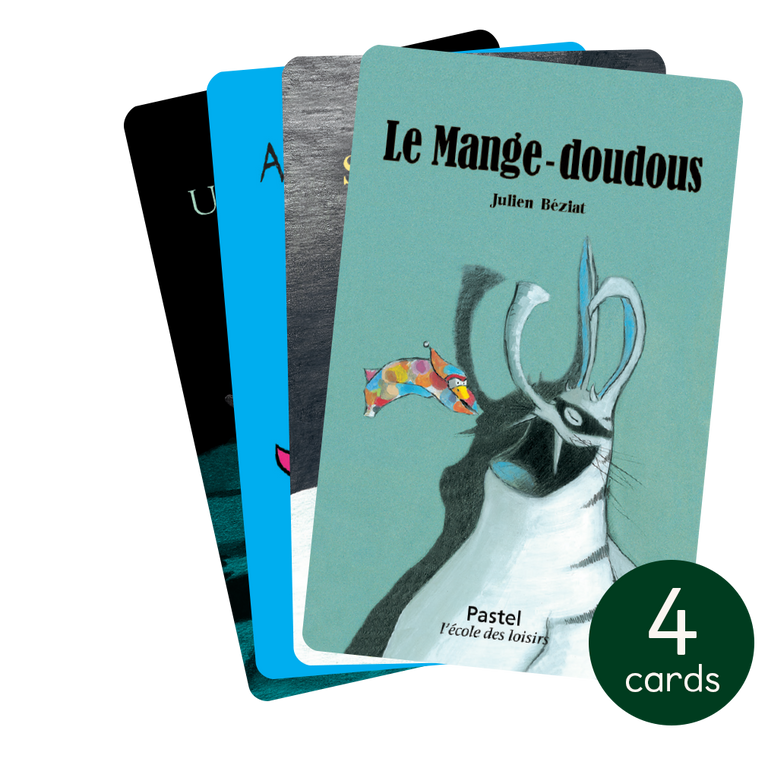 Le Mange-doudous
Julien Béziat
Pastel
l'école des loisirs
U
A
S
4
cards